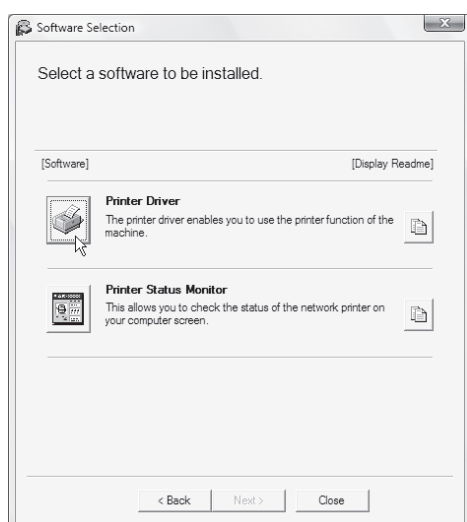 Software Selection
Select a software to be installed.
[Software] [Display Readme]
Printer Driver
The printer driver enables you to use the printer function of the
machine.
Printer Status Monitor
This allows you to check the status of the network printer on
your computer screen.
< Back Next > Close